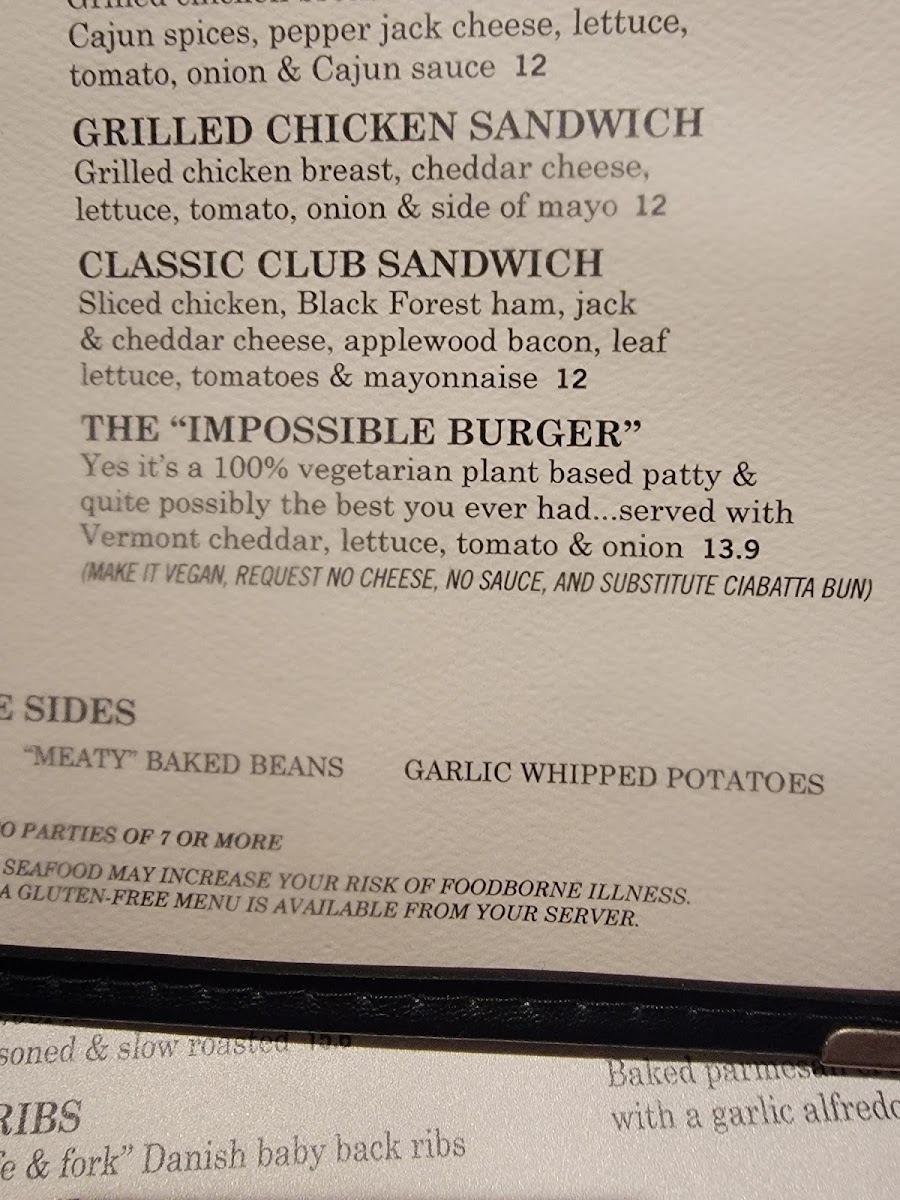 Cajun spices, pepper jack cheese, lettuce,
tomato, onion & Cajun sauce 12
GRILLED CHICKEN SANDWICH
Grilled chicken breast, cheddar cheese,
lettuce, tomato, onion & side of mayo 12
CLASSIC CLUB SANDWICH
Sliced chicken, Black Forest ham, jack
& cheddar cheese, applewood bacon, leaf
lettuce, tomatoes & mayonnaise 12
THE “IMPOSSIBLE BURGER”
Yes it’s a 100% vegetarian plant based patty &
quite possibly the best you ever had...served with
Vermont cheddar, lettuce, tomato & onion 13.9
(MAKE IT VEGAN, REQUEST NO CHEESE, NO SAUCE, AND SUBSTITUTE CIABATTA BUN)
E SIDES
“MEATY” BAKED BEANS GARLIC WHIPPED POTATOES
O PARTIES OF 7 OR MORE
SEAFOOD MAY INCREASE YOUR RISK OF FOODBORNE ILLNESS.
A GLUTEN-FREE MENU IS AVAILABLE FROM YOUR SERVER.
soned & slow roasted
Baked parmesan
with a garlic alfredo
RIBS
fe & fork” Danish baby back ribs